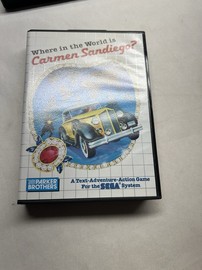 Where in the World is
Carmen Sandiego?
PARKER
BROTHERS
A Text-Adventure-Action Game
For the SEGA System